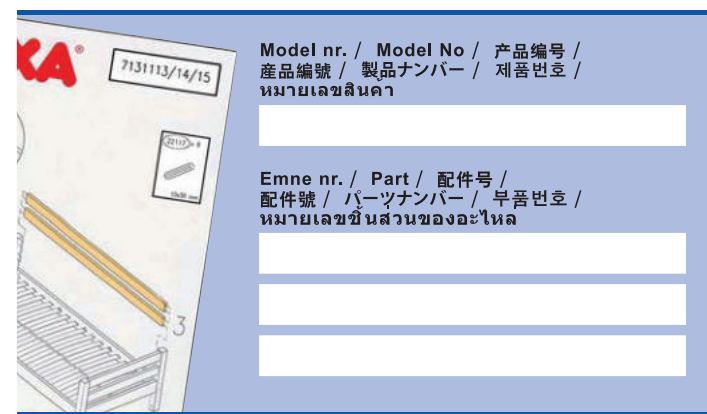 XA®
7131113/14/15
22117 = 8
3
Model nr. / Model No / 产品编号 /
産品編號 / 製品ナンバー / 제품번호 /
หมายเลขสินค้า
Emne nr. / Part / 配件号 /
配件號 / パーツナンバー / 부품번호 /
หมายเลขชิ้นส่วนของอะไหล่